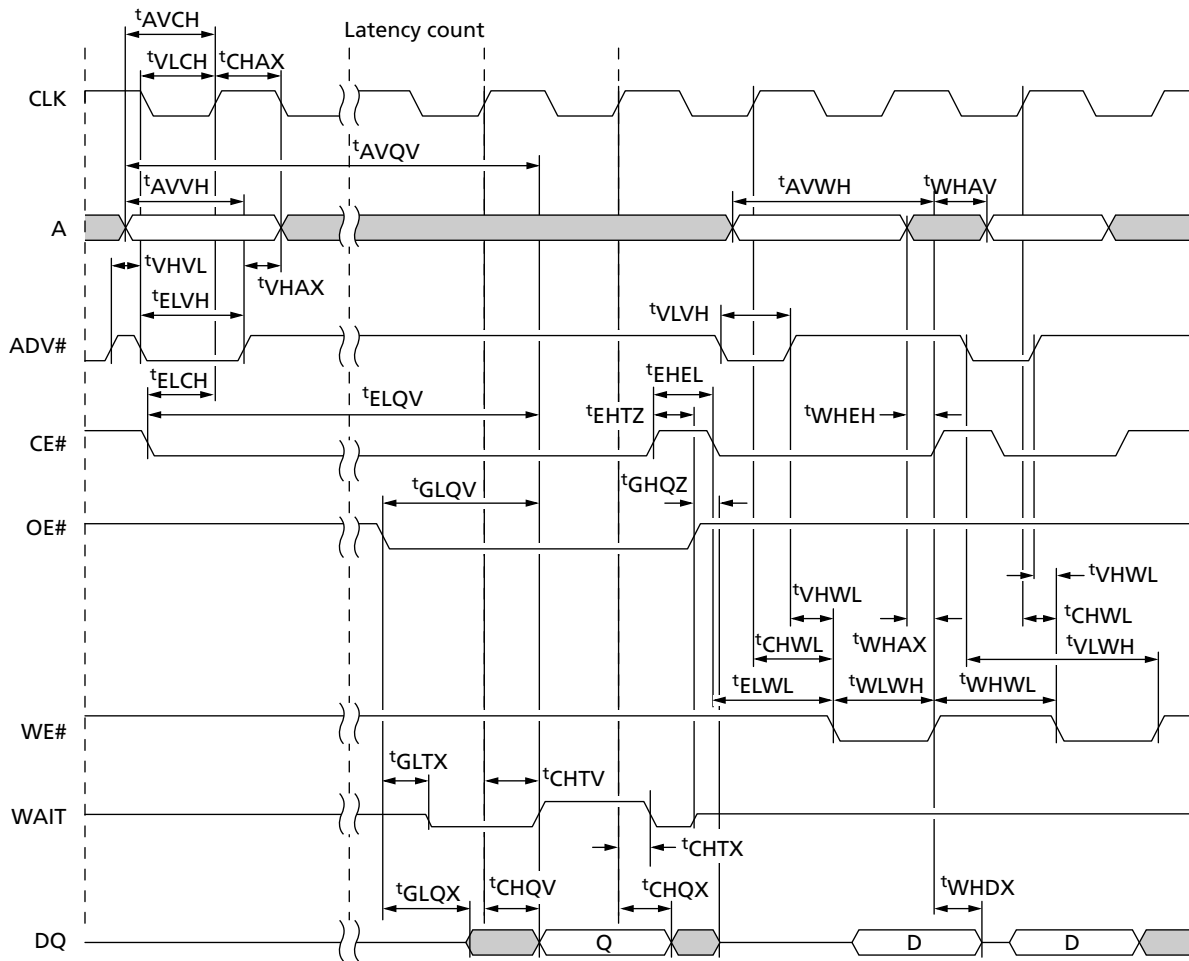 tAVCH
Latency count
tVLCH tCHAX
CLK
tAVQV
tAVVH tAVWH tWHAV
A
tVHVL tVHAX
tELVH tVLVH
ADV#
tELCH tELQV tEHEL
tEHTZ tWHEH
CE#
tGLQV tGHQZ
OE#
tVHWL
tVHWL tCHWL
tCHWL tWHAX tVLWH
tELWL tWLWH tWHWL
WE#
tGLTX tCHTV
WAIT
tCHTX
tGLQX tCHQV tCHQX tWHDX
DQ Q D D